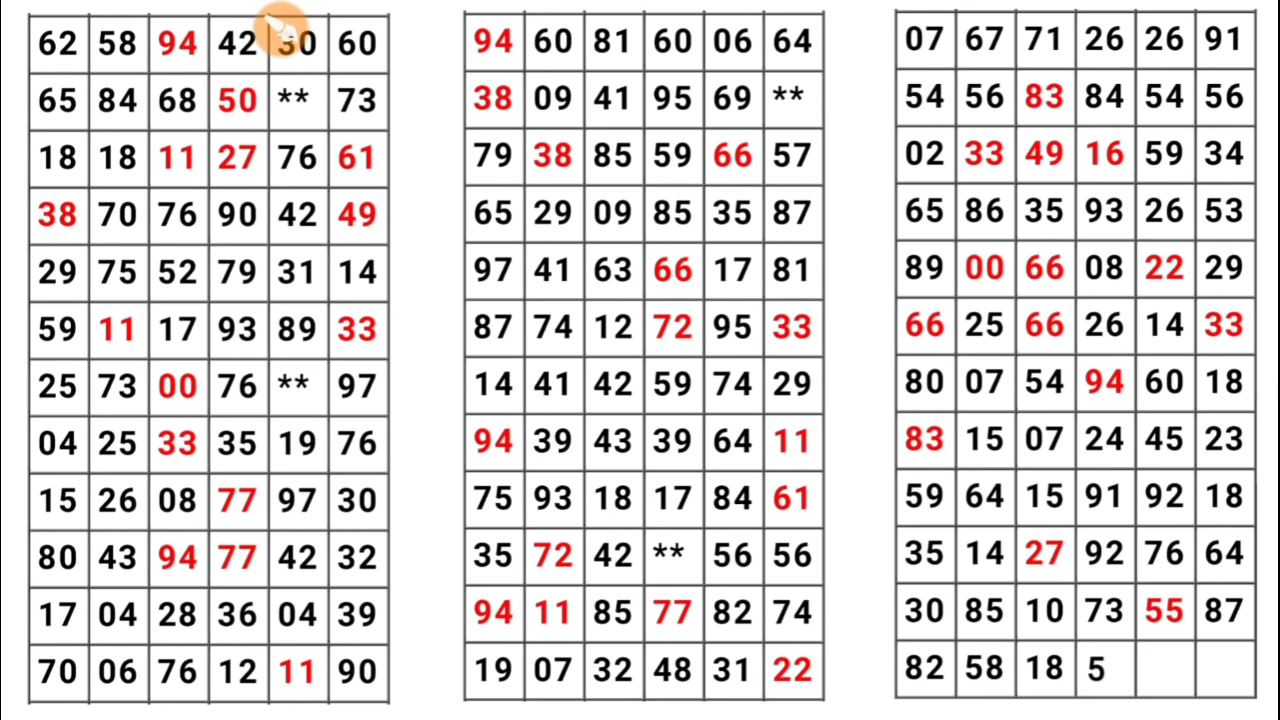 62 58 94 42 30 60
65 84 68 50 ** 73
18 18 11 27 76 61
38 70 76 90 42 49
29 75 52 79 31 14
59 11 17 93 89 33
25 73 00 76 ** 97
04 25 33 35 19 76
15 26 08 77 97 30
80 43 94 77 42 32
17 04 28 36 04 39
70 06 76 12 11 90
94 60 81 60 06 64
38 09 41 95 69 **
79 38 85 59 66 57
65 29 09 85 35 87
97 41 63 66 17 81
87 74 12 72 95 33
14 41 42 59 74 29
94 39 43 39 64 11
75 93 18 17 84 61
35 72 42 ** 56 56
94 11 85 77 82 74
19 07 32 48 31 22
07 67 71 26 26 91
54 56 83 84 54 56
02 33 49 16 59 34
65 86 35 93 26 53
89 00 66 08 22 29
66 25 66 26 14 33
80 07 54 94 60 18
83 15 07 24 45 23
59 64 15 91 92 18
35 14 27 92 76 64
30 85 10 73 55 87
82 58 18 5